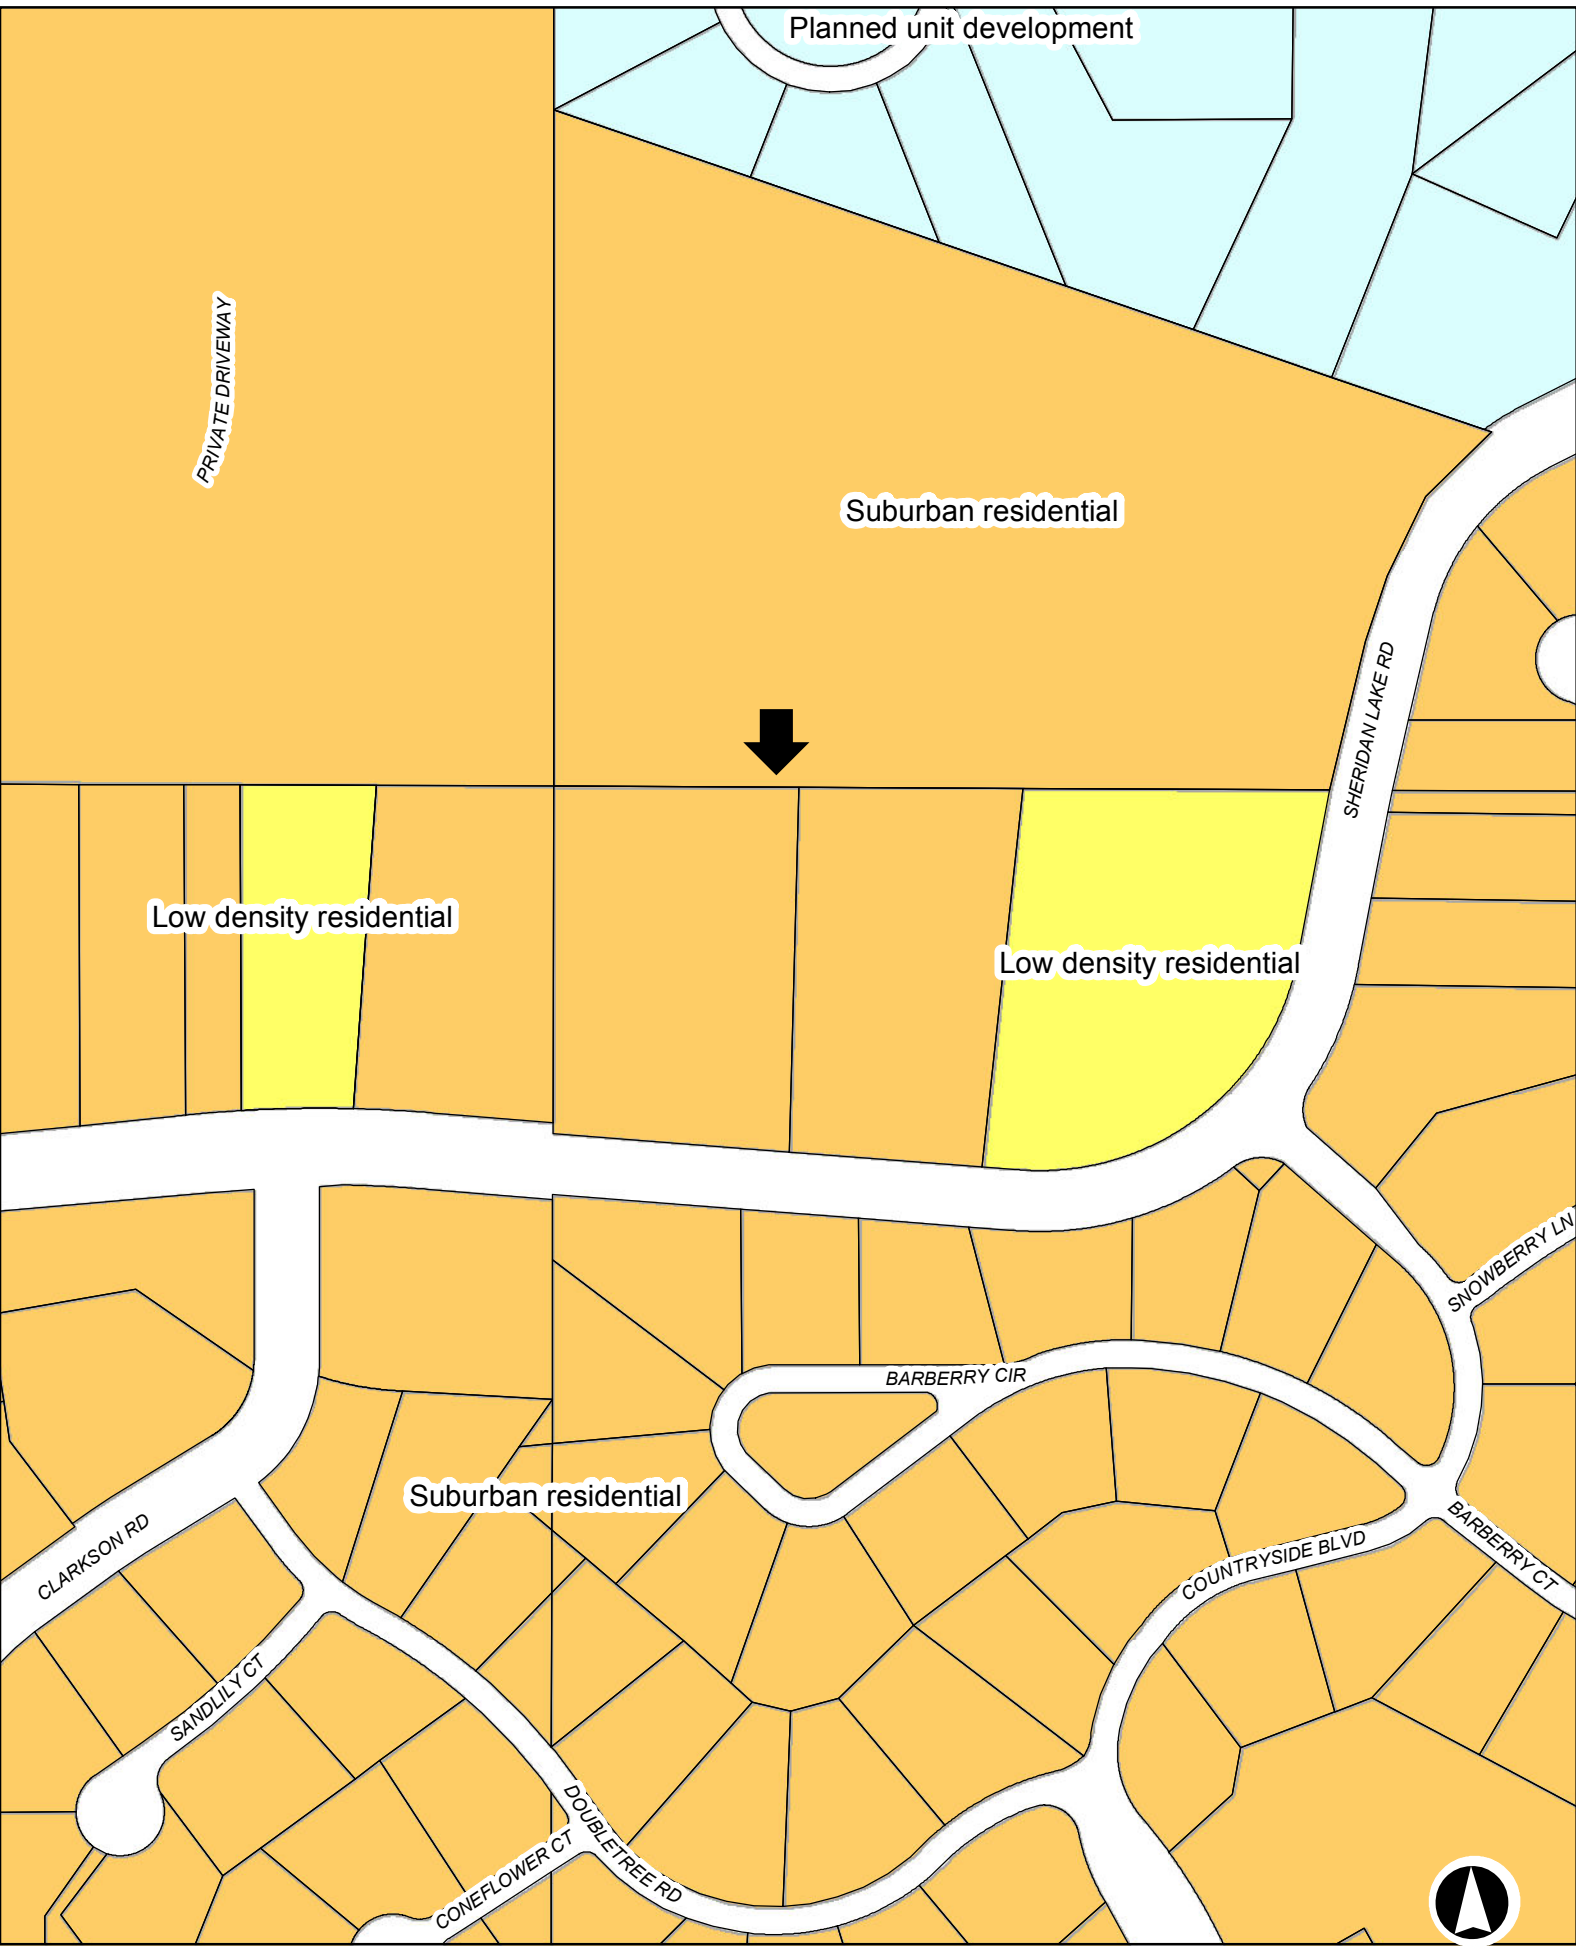 Planned unit development
PRIVATE DRIVEWAY
Suburban residential
SHERIDAN LAKE RD
Low density residential
Low density residential
SNOWBERRY LN
BARBERRY CIR
Suburban residential
CLARKSON RD
BARBERRY CT
COUNTRYSIDE BLVD
SANDLILY CT
DOUBLETREE RD
CONEFLOWER CT